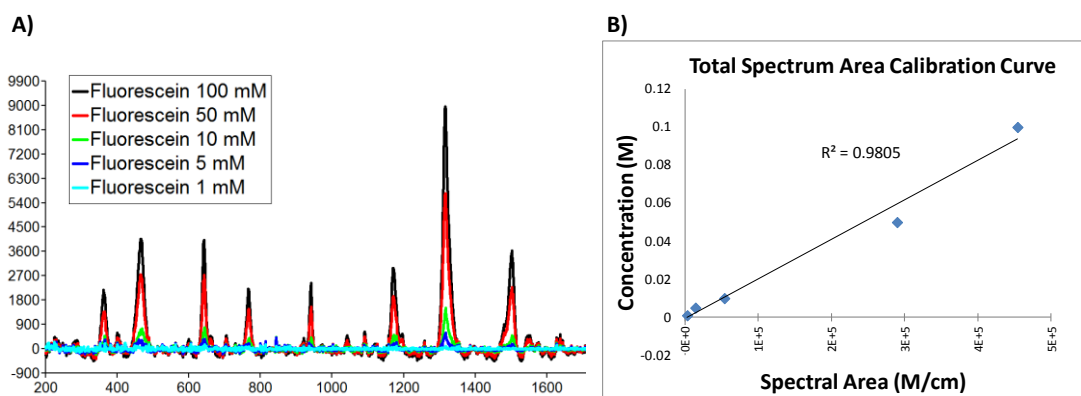 A)
9900
9000
8100
7200
6300
5400
4500
3600
2700
1800
900
0
-900
Fluorescein 100 mM
Fluorescein 50 mM
Fluorescein 10 mM
Fluorescein 5 mM
Fluorescein 1 mM
200 400 600 800 1000 1200 1400 1600
B)
Total Spectrum Area Calibration Curve
0.12
0.1
0.08
0.06
0.04
0.02
0
-0.02
Concentration (M)
R² = 0.9805
-0E+0 1E+5 2E+5 3E+5 4E+5 5E+5
Spectral Area (M/cm)